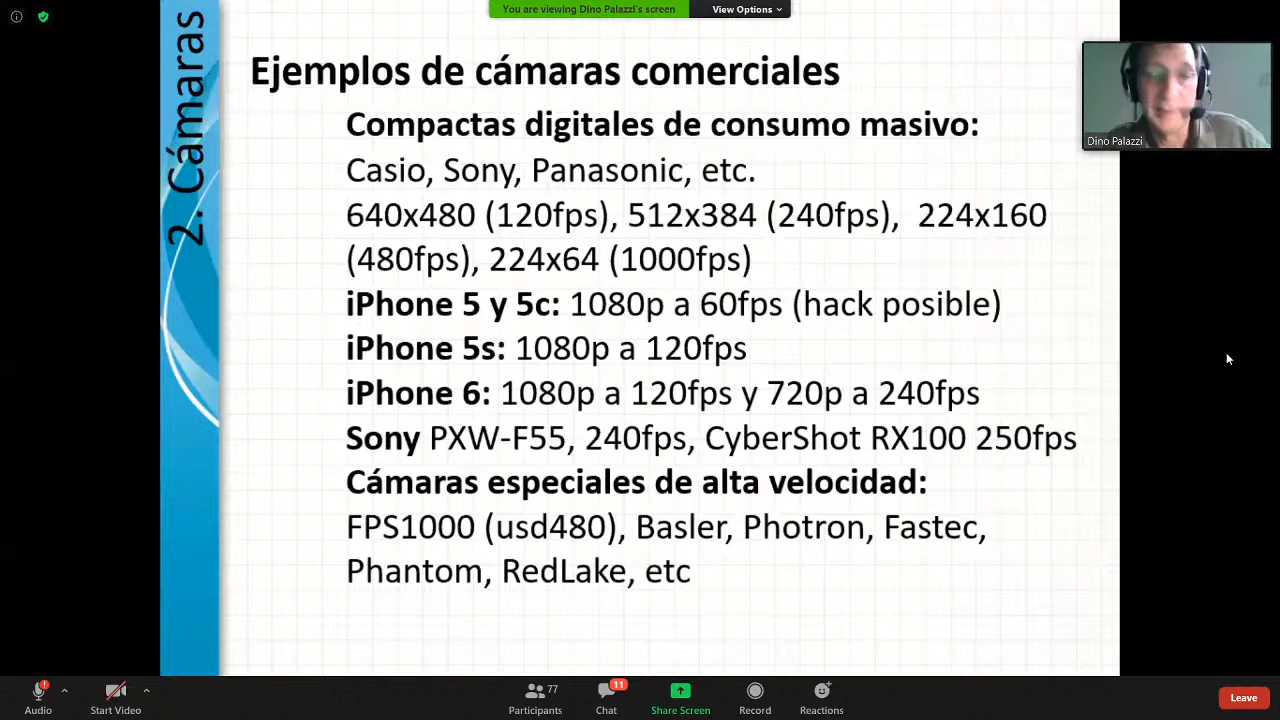 You are viewing Dino Palazzi's screen
View Options
2. Cámaras
Ejemplos de cámaras comerciales
Compactas digitales de consumo masivo:
Casio, Sony, Panasonic, etc.
640x480 (120fps), 512x384 (240fps), 224x160
(480fps), 224x64 (1000fps)
iPhone 5 y 5c: 1080p a 60fps (hack posible)
iPhone 5s: 1080p a 120fps
iPhone 6: 1080p a 120fps y 720p a 240fps
Sony PXW-F55, 240fps, CyberShot RX100 250fps
Cámaras especiales de alta velocidad:
FPS1000 (usd480), Basler, Photron, Fastec,
Phantom, RedLake, etc
Dino Palazzi
Audio
Start Video
77
Participants
11
Chat
Share Screen
Record
Reactions
Leave